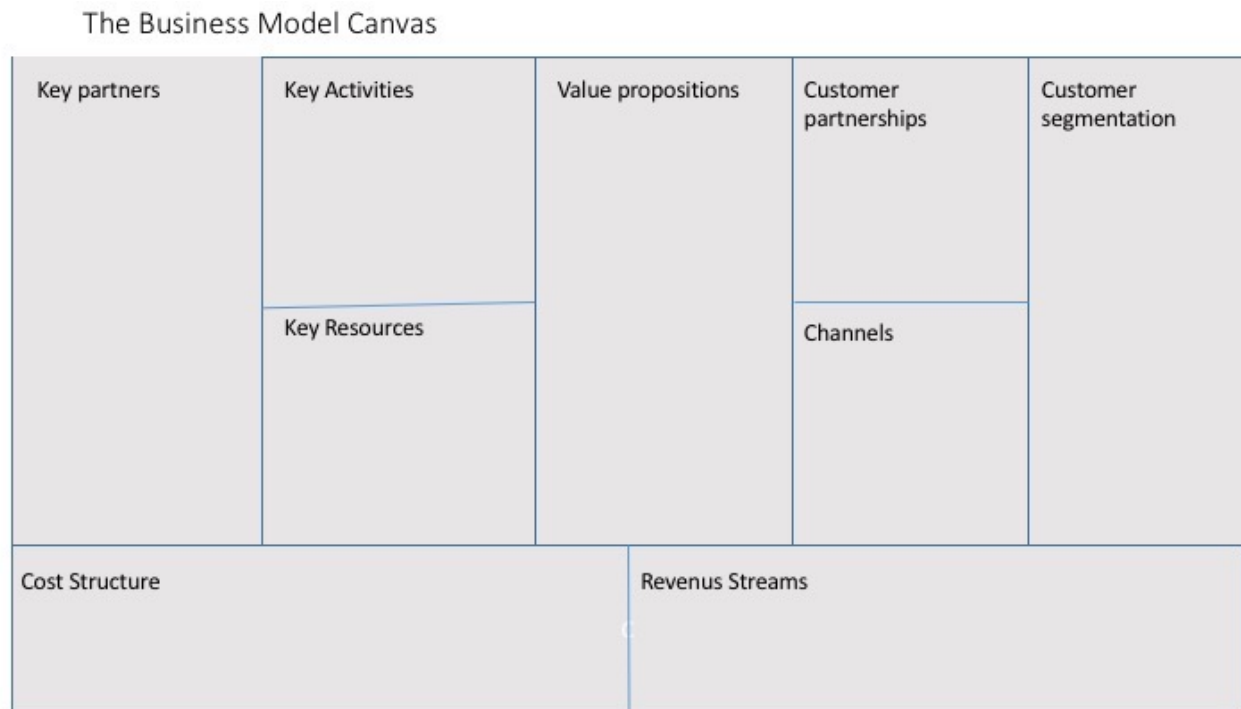 The Business Model Canvas
Key partners
Key Activities
Value propositions
Customer
partnerships
Customer
segmentation
Key Resources
Channels
Cost Structure
Revenus Streams